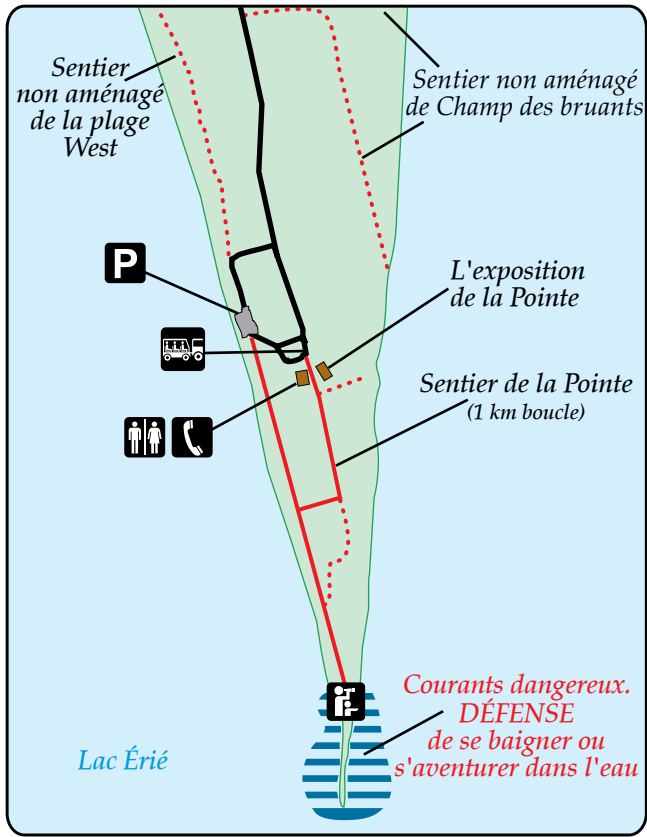 Sentier
non aménagé
de la plage
West
Sentier non aménagé
de Champ des bruants
P
L'exposition
de la Pointe
Sentier de la Pointe
(1 km boucle)
Courants dangereux.
DÉFENSE
de se baigner ou
s'aventurer dans l'eau
Lac Érié